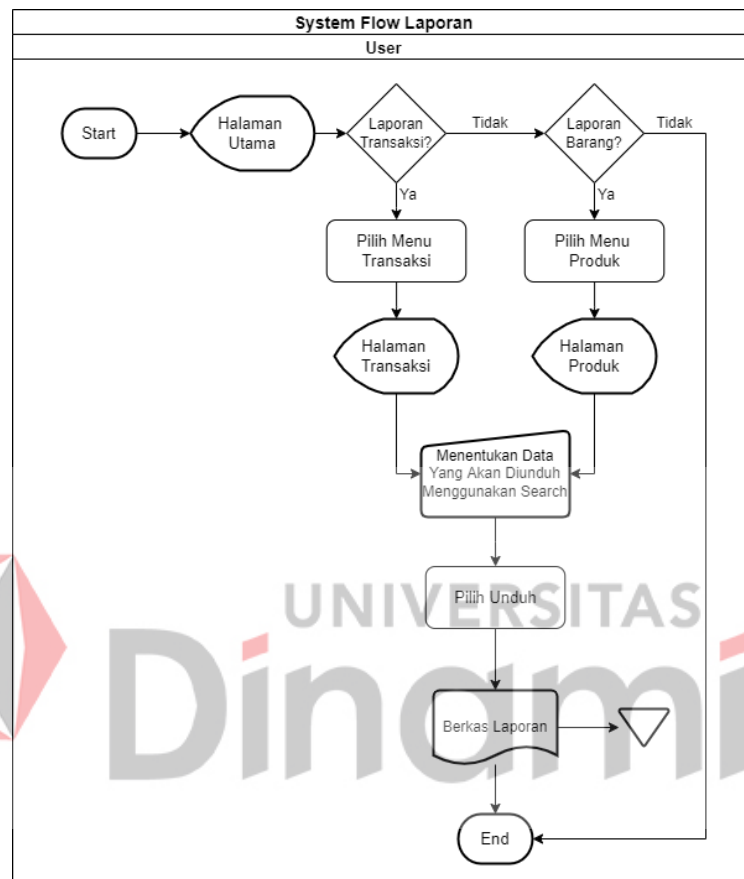 System Flow Laporan
User
Start
Halaman
Utama
Laporan
Transaksi?
Tidak
Laporan
Barang?
Tidak
Ya
Ya
Pilih Menu
Transaksi
Pilih Menu
Produk
Halaman
Transaksi
Halaman
Produk
Menentukan Data
Yang Akan Diunduh
Menggunakan Search
Pilih Unduh
UNIVERSITAS
Dinami
Berkas Laporan
End